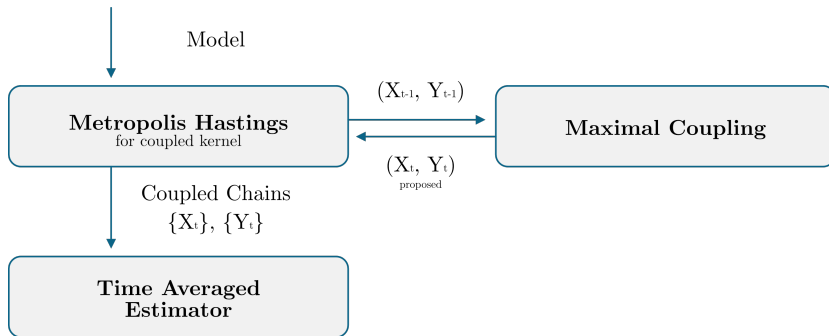 Model
Metropolis Hastings
for coupled kernel
(Xₜ₋₁, Yₜ₋₁)
Maximal Coupling
(Xₜ, Yₜ)
proposed
Coupled Chains
{Xₜ}, {Yₜ}
Time Averaged
Estimator